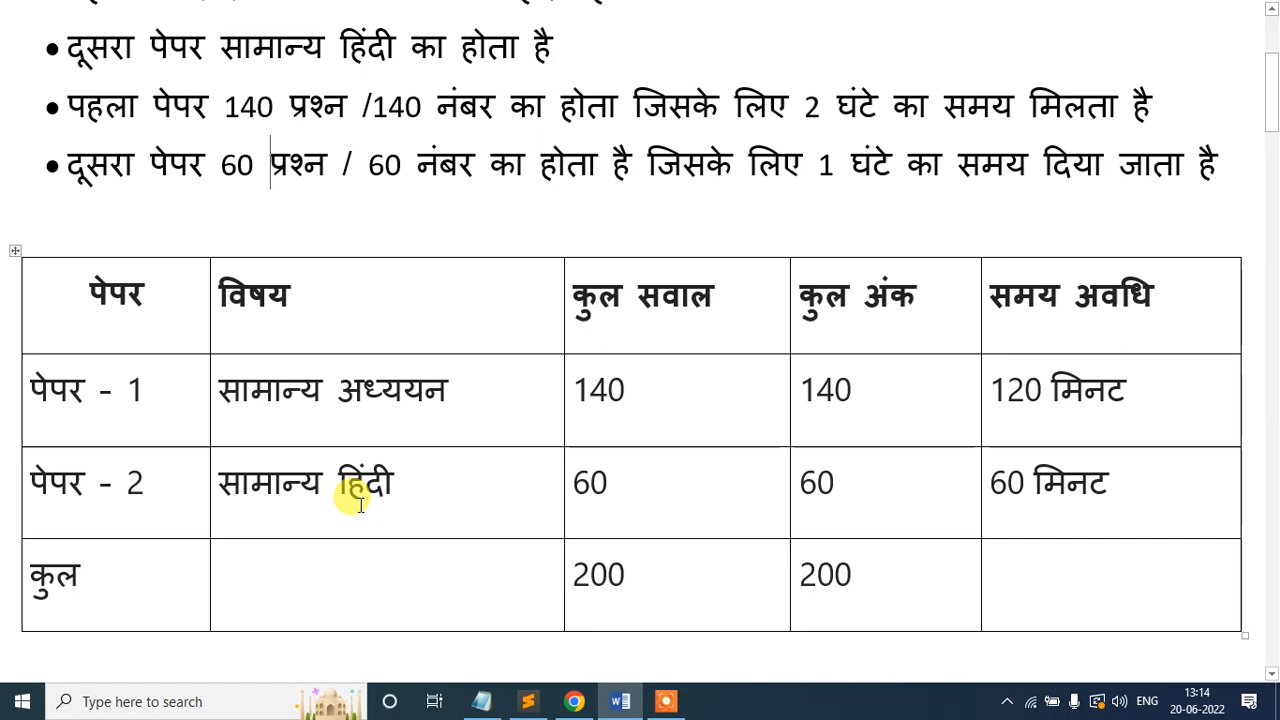 • दूसरा पेपर सामान्य हिंदी का होता है
• पहला पेपर 140 प्रश्न /140 नंबर का होता जिसके लिए 2 घंटे का समय मिलता है
• दूसरा पेपर 60 प्रश्न / 60 नंबर का होता है जिसके लिए 1 घंटे का समय दिया जाता है
पेपर विषय कुल सवाल कुल अंक समय अवधि
पेपर - 1 सामान्य अध्ययन 140 140 120 मिनट
पेपर - 2 सामान्य हिंदी 60 60 60 मिनट
कुल 200 200
Type here to search
ENG
13:14
20-06-2022